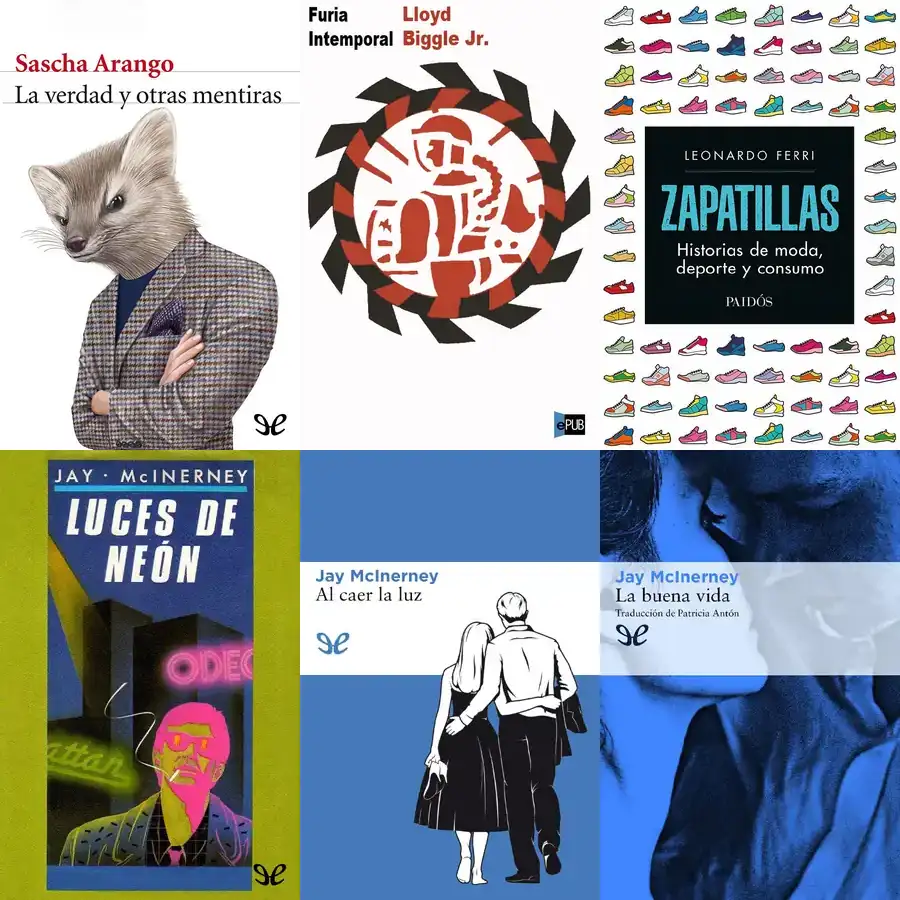 Sascha Arango
La verdad y otras mentiras
Furia
Intemporal
Lloyd
Biggle Jr.
ePUB
LEONARDO FERRI
ZAPATILLAS
Historias de moda,
deporte y consumo
PAIDÓS
JAY · McINERNEY
LUCES DE
NEÓN
ODEO
attan
Jay McInerney
Al caer la luz
Jay McInerney
La buena vida
Traducción de Patricia Antón